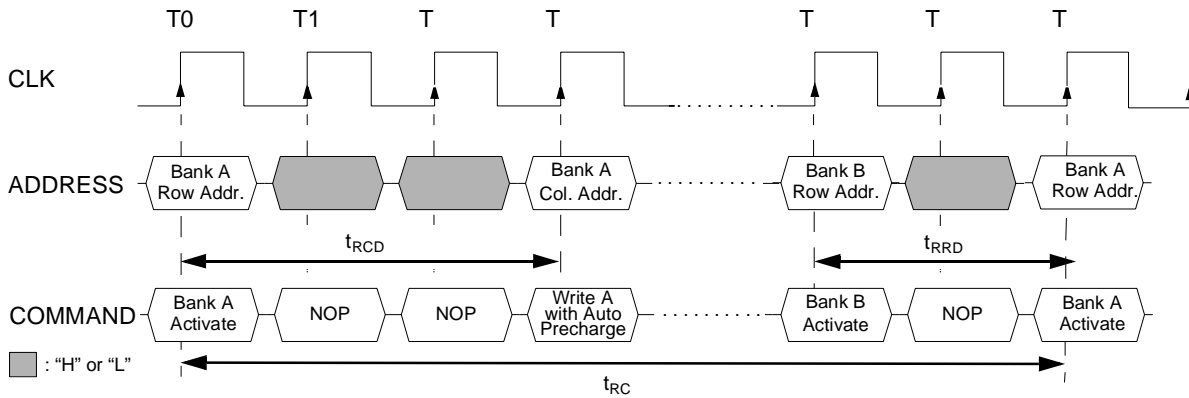 T0 T1 T T T T T
CLK
ADDRESS
Bank A
Row Addr.
Bank A
Col. Addr.
Bank B
Row Addr.
Bank A
Row Addr.
tRCD
tRRD
COMMAND
Bank A
Activate
NOP
NOP
Write A
with Auto
Precharge
Bank B
Activate
NOP
Bank A
Activate
: “H” or “L”
tRC